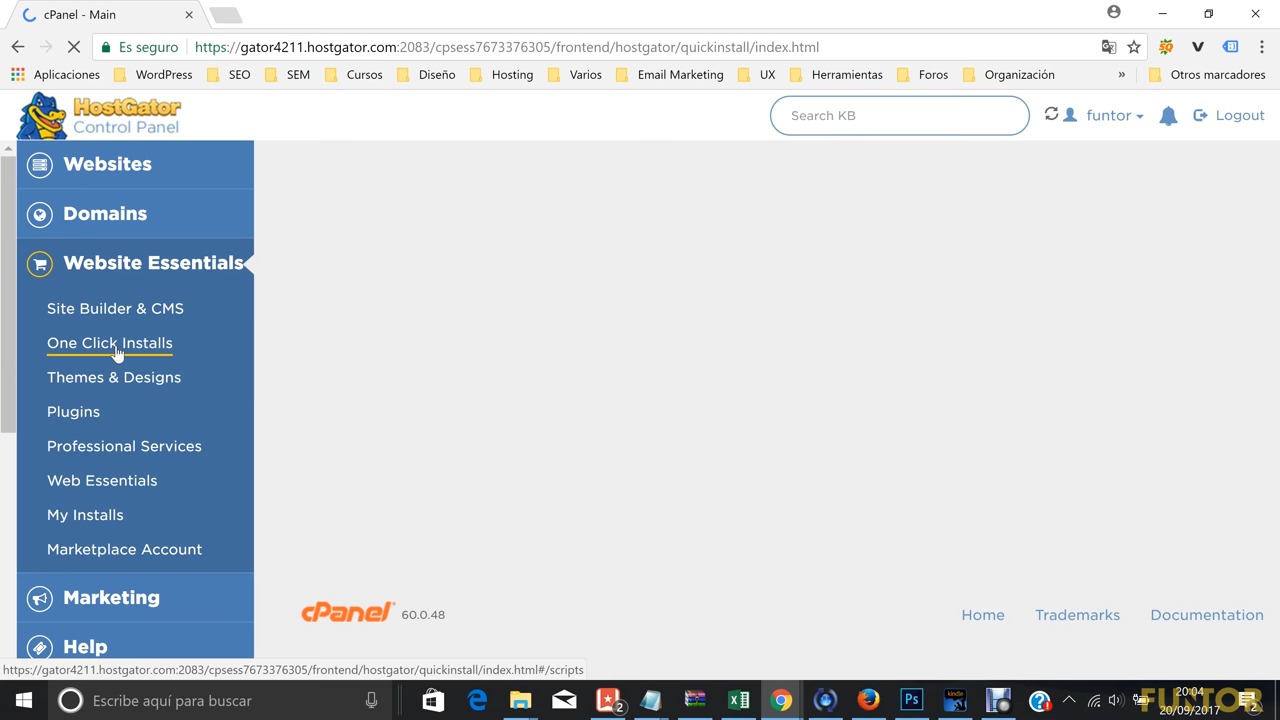 cPanel - Main
Es seguro
https://gator4211.hostgator.com:2083/cpsess7673376305/frontend/hostgator/quickinstall/index.html
Aplicaciones
WordPress
SEO
SEM
Cursos
Diseño
Hosting
Varios
Email Marketing
UX
Herramientas
Foros
Organización
»
Otros marcadores
HostGator
Control Panel
Search KB
funtor
Logout
Websites
Domains
Website Essentials
Site Builder & CMS
One Click Installs
Themes & Designs
Plugins
Professional Services
Web Essentials
My Installs
Marketplace Account
Marketing
Help
cPanel
60.0.48
Home
Trademarks
Documentation
https://gator4211.hostgator.com:2083/cpsess7673376305/frontend/hostgator/quickinstall/index.html#/scripts
Escribe aquí para buscar
2
Ps
kindle
20:04
20/09/2017
FUNTOR
2